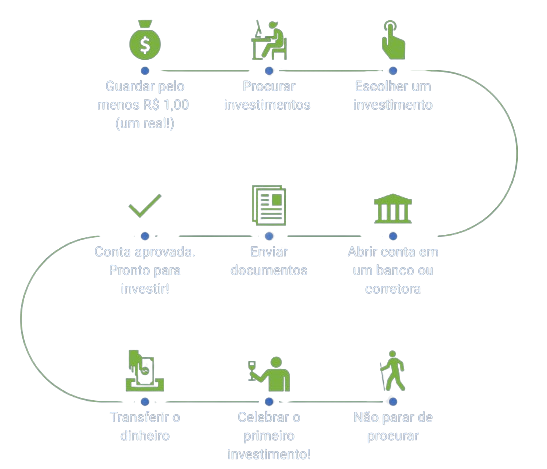 Guardar pelo
menos R$ 1,00
(um real!)
Procurar
investimentos
Escolher um
investimento
Abrir conta em
um banco ou
corretora
Enviar
documentos
Conta aprovada.
Pronto para
investir!
Transferir o
dinheiro
Celebrar o
primeiro
investimento!
Não parar de
procurar